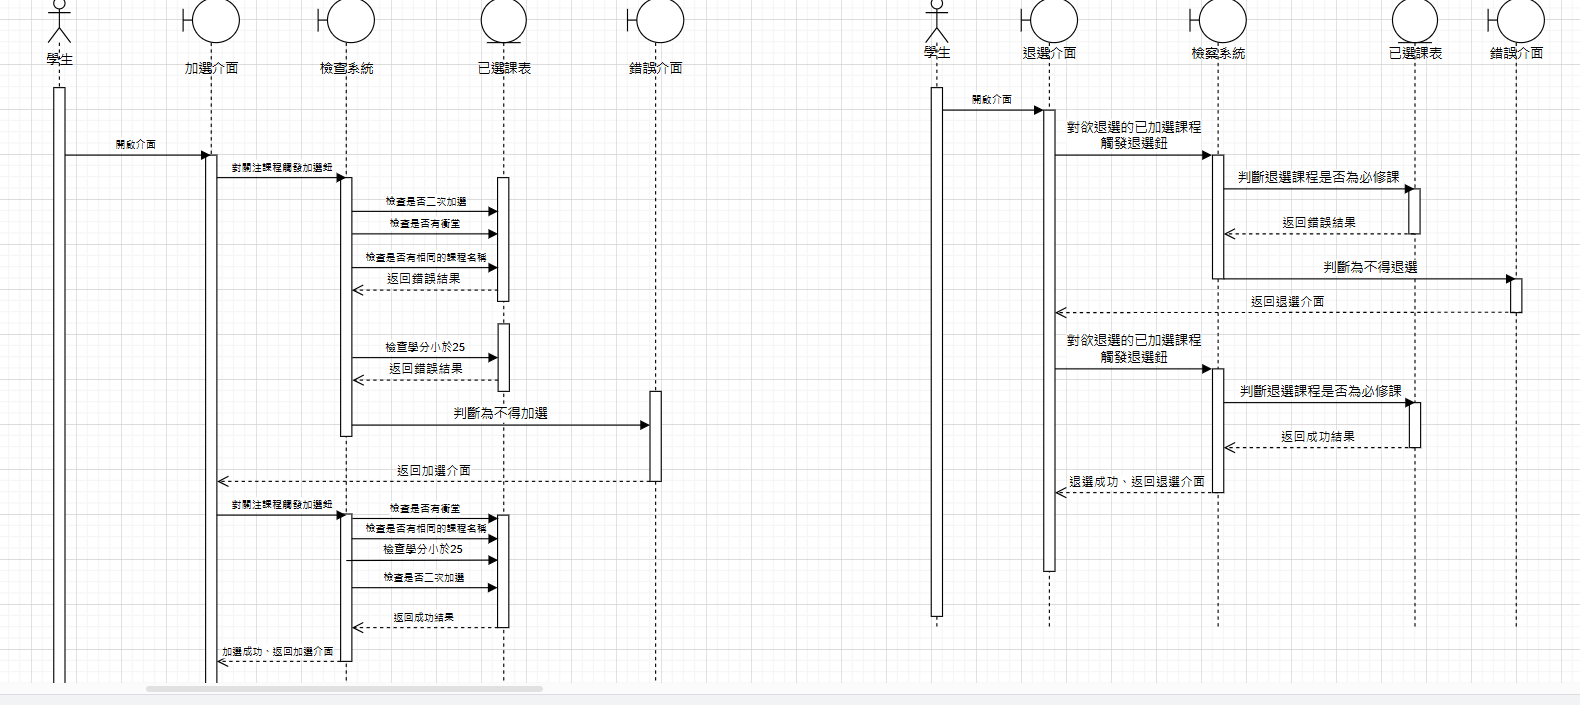 學生
加選介面
檢查系統
已選課表
錯誤介面
開啟介面
對關注課程觸發加選鈕
檢查是否二次加選
檢查是否有衝堂
檢查是否有相同的課程名稱
返回錯誤結果
檢查學分小於25
返回錯誤結果
判斷為不得加選
返回加選介面
對關注課程觸發加選鈕
檢查是否有衝堂
檢查是否有相同的課程名稱
檢查學分小於25
檢查是否二次加選
返回成功結果
加選成功、返回加選介面
學生
退選介面
檢察系統
已選課表
錯誤介面
開啟介面
對欲退選的已加選課程
觸發退選鈕
判斷退選課程是否為必修課
返回錯誤結果
判斷為不得退選
返回退選介面
對欲退選的已加選課程
觸發退選鈕
判斷退選課程是否為必修課
返回成功結果
退選成功、返回退選介面